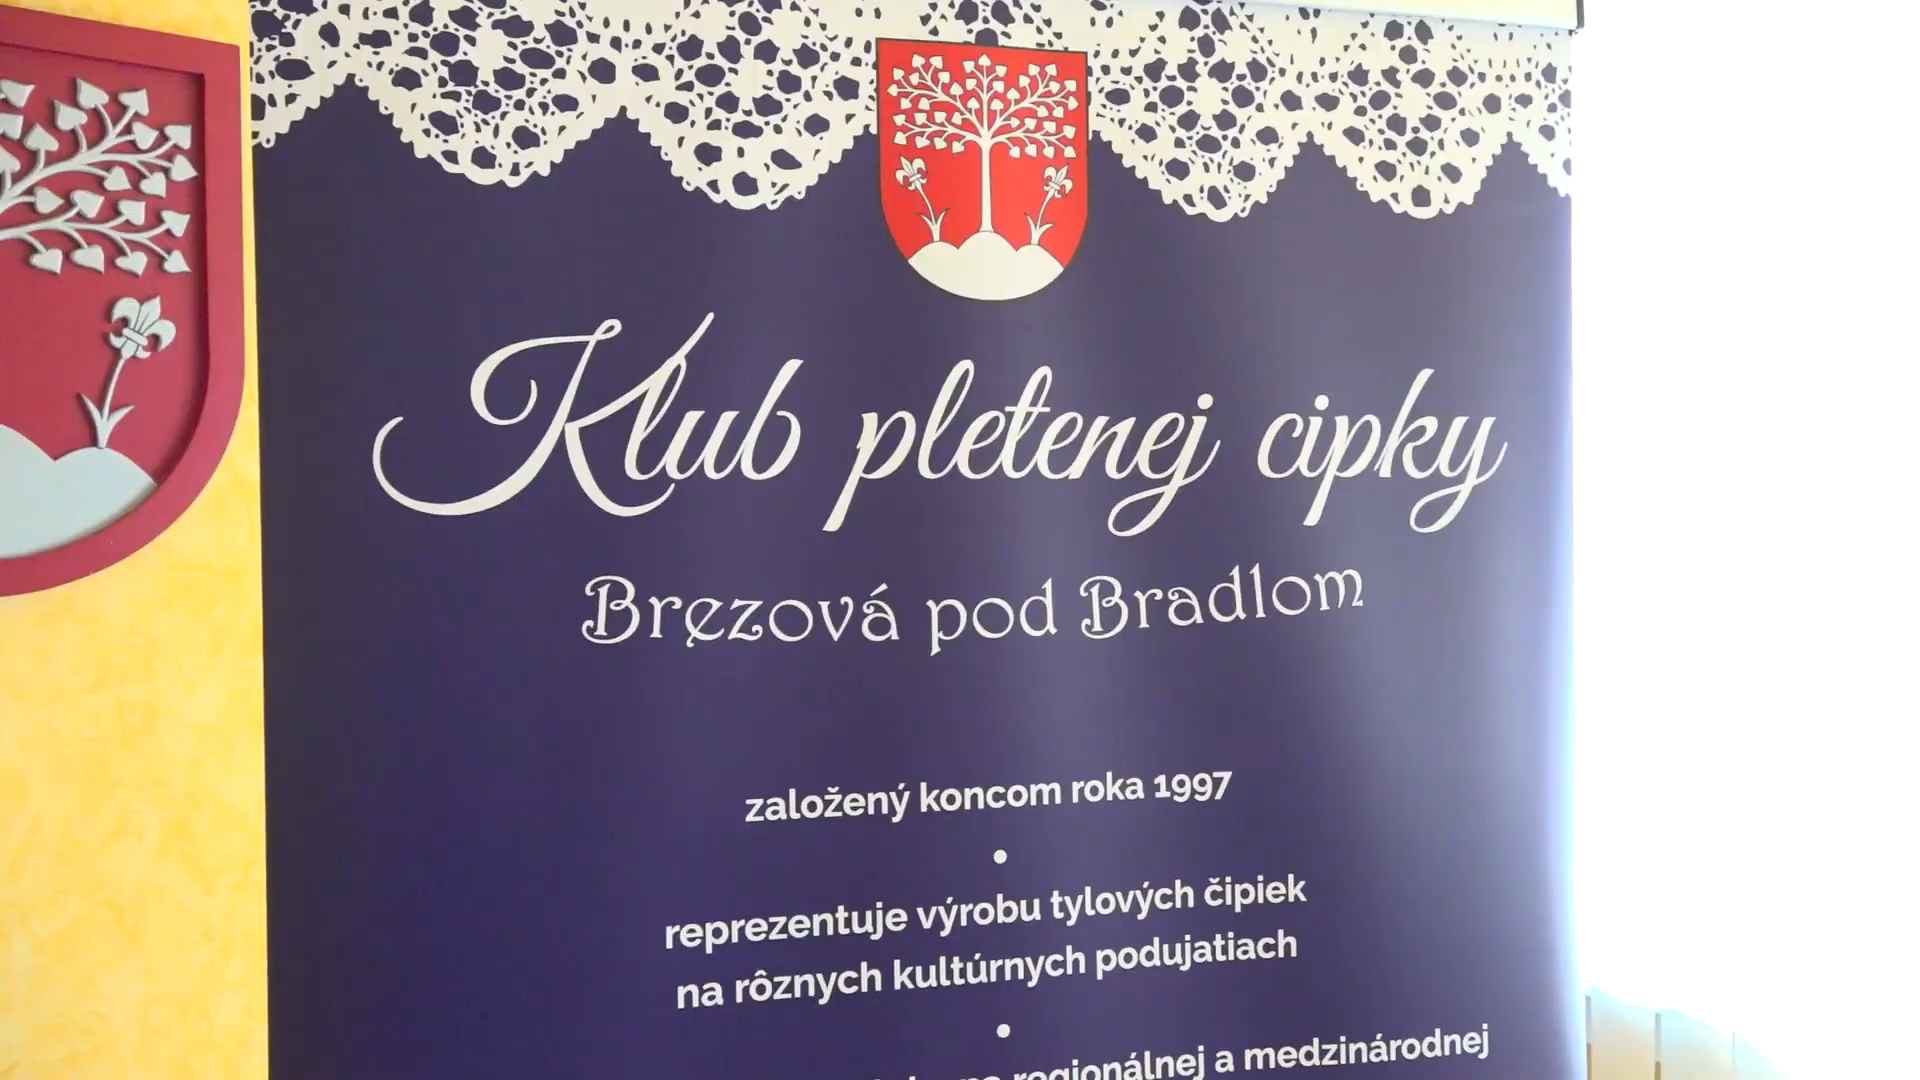 Klub pletenej cipky
Brezová pod Bradlom
založený koncom roka 1997
•
reprezentuje výrobu tylových čipiek
na rôznych kultúrnych podujatiach
•
na regionálnej a medzinárodnej